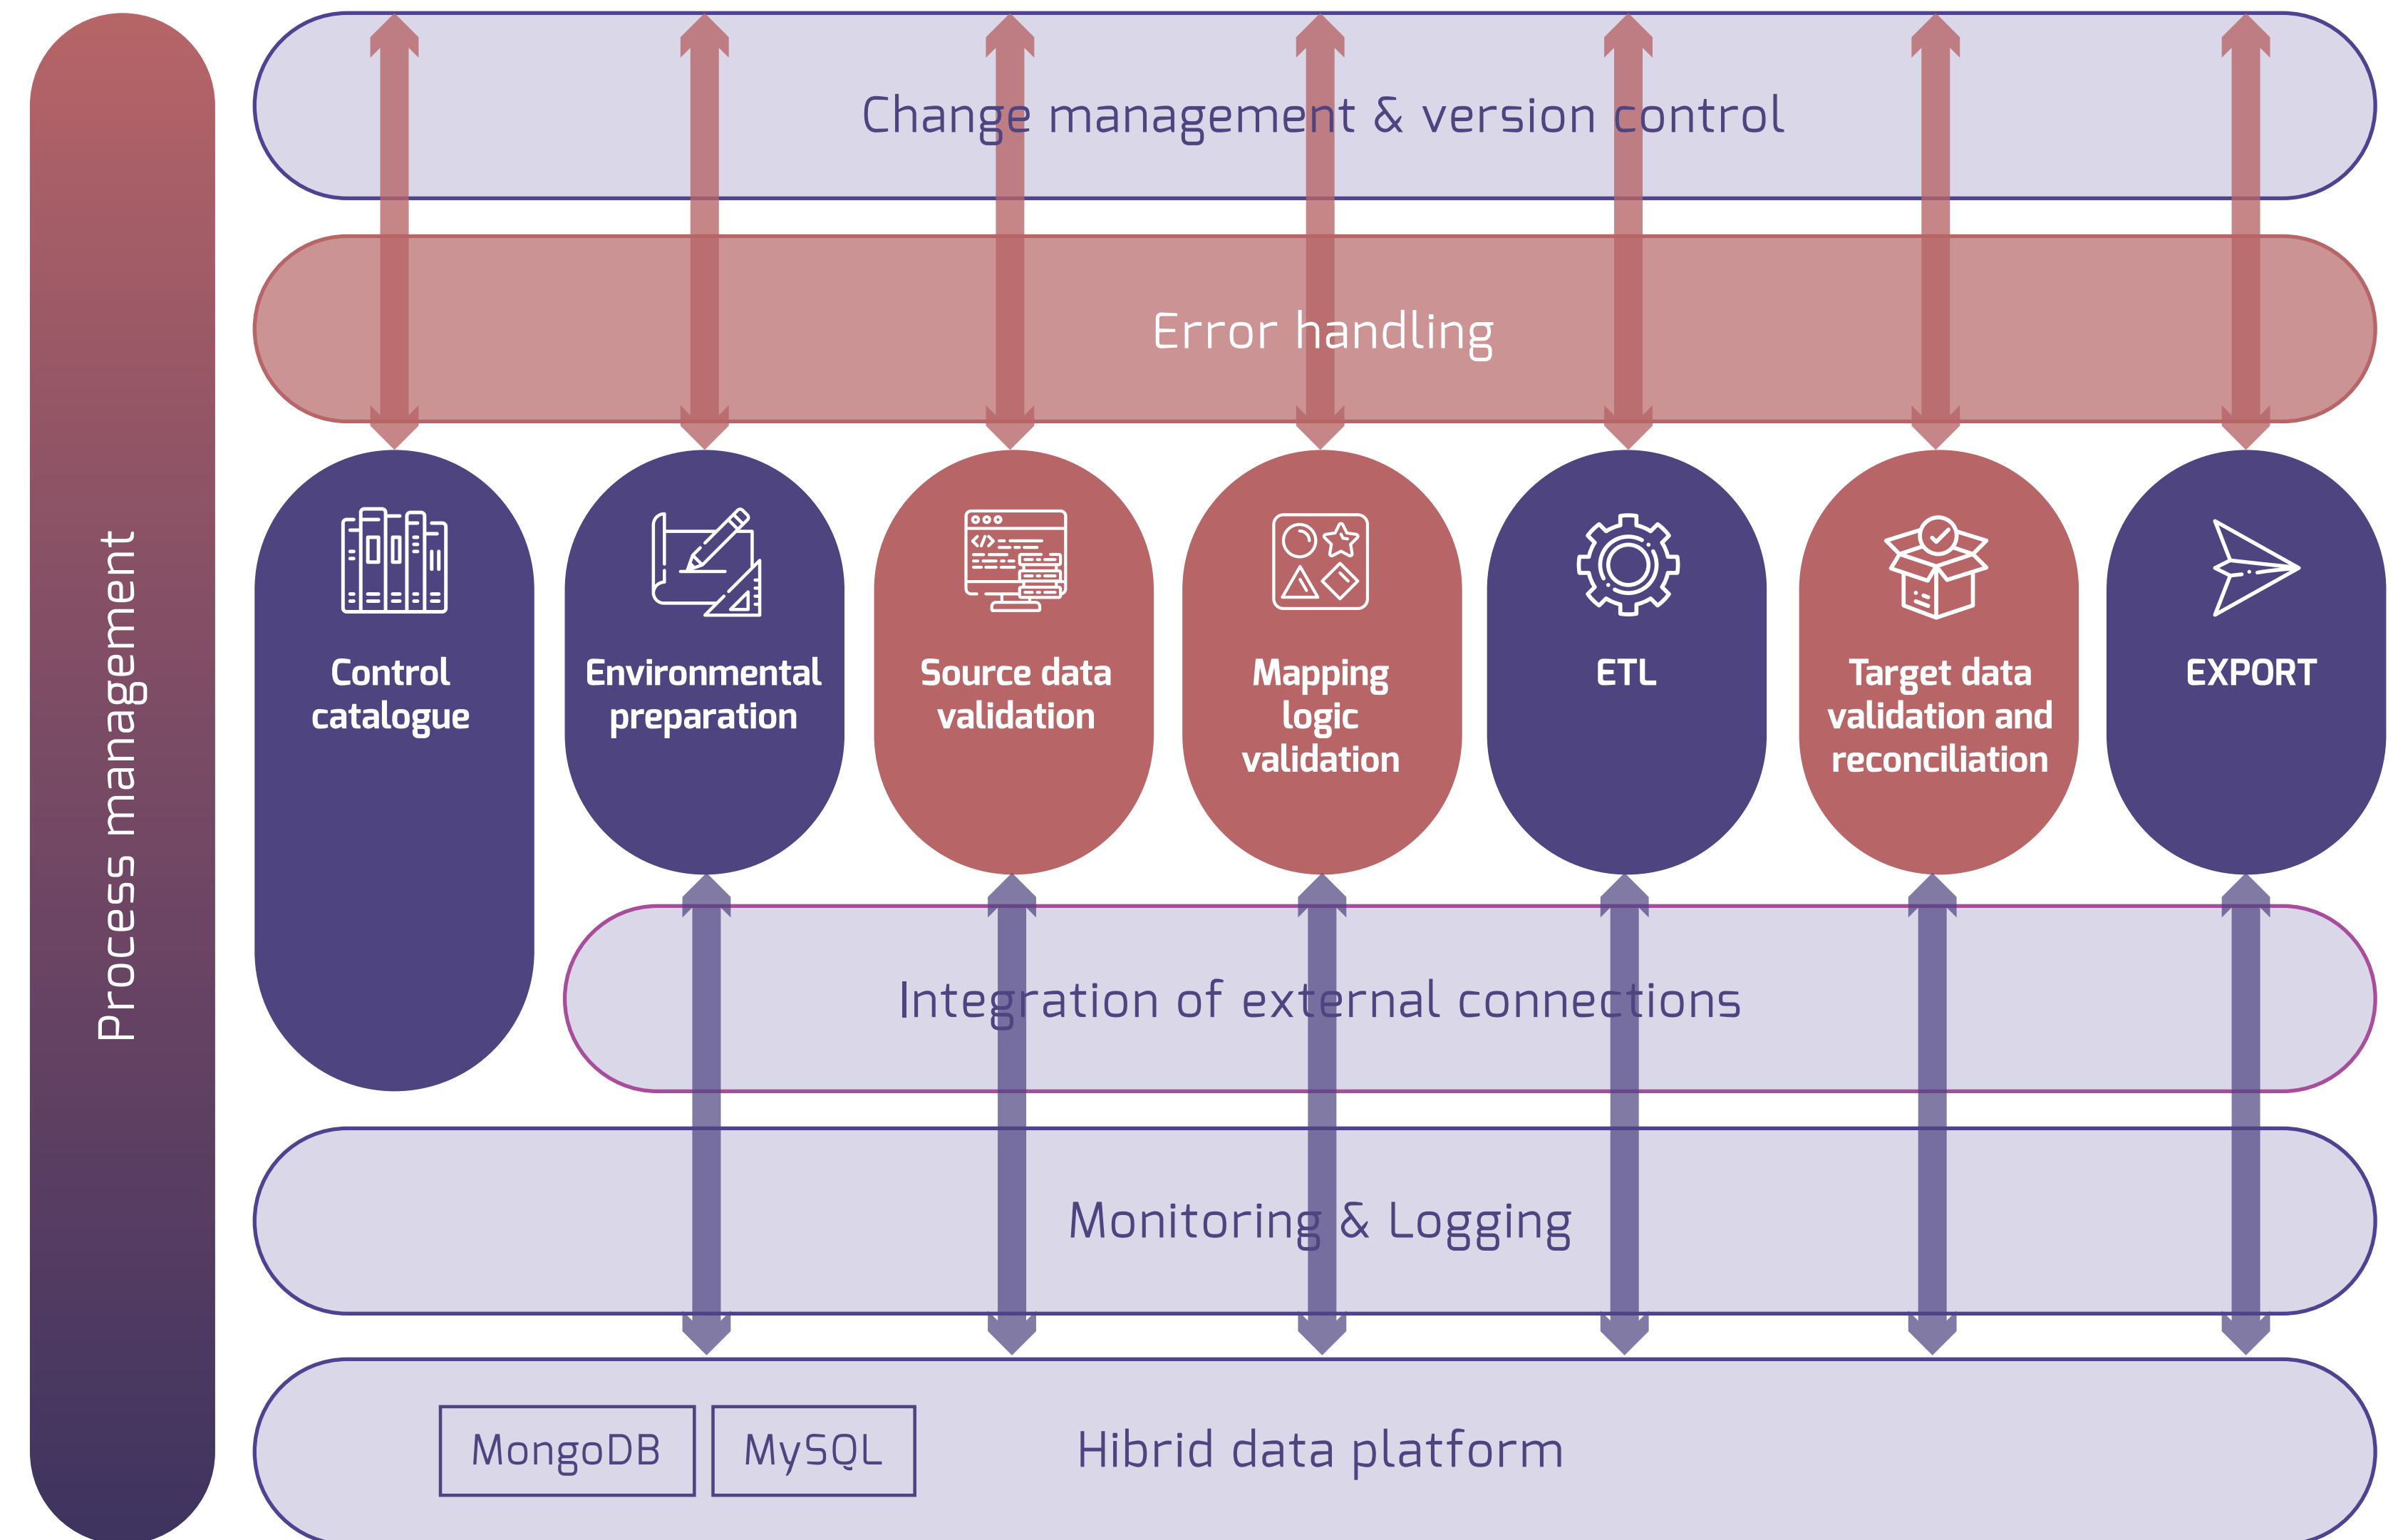 Process management
Change management & version control
Error handling
Control
catalogue
Environmental
preparation
Source data
validation
Mapping
logic
validation
ETL
Target data
validation and
reconciliation
EXPORT
Integration of external connections
Monitoring & Logging
MongoDB
MySQL
Hibrid data platform